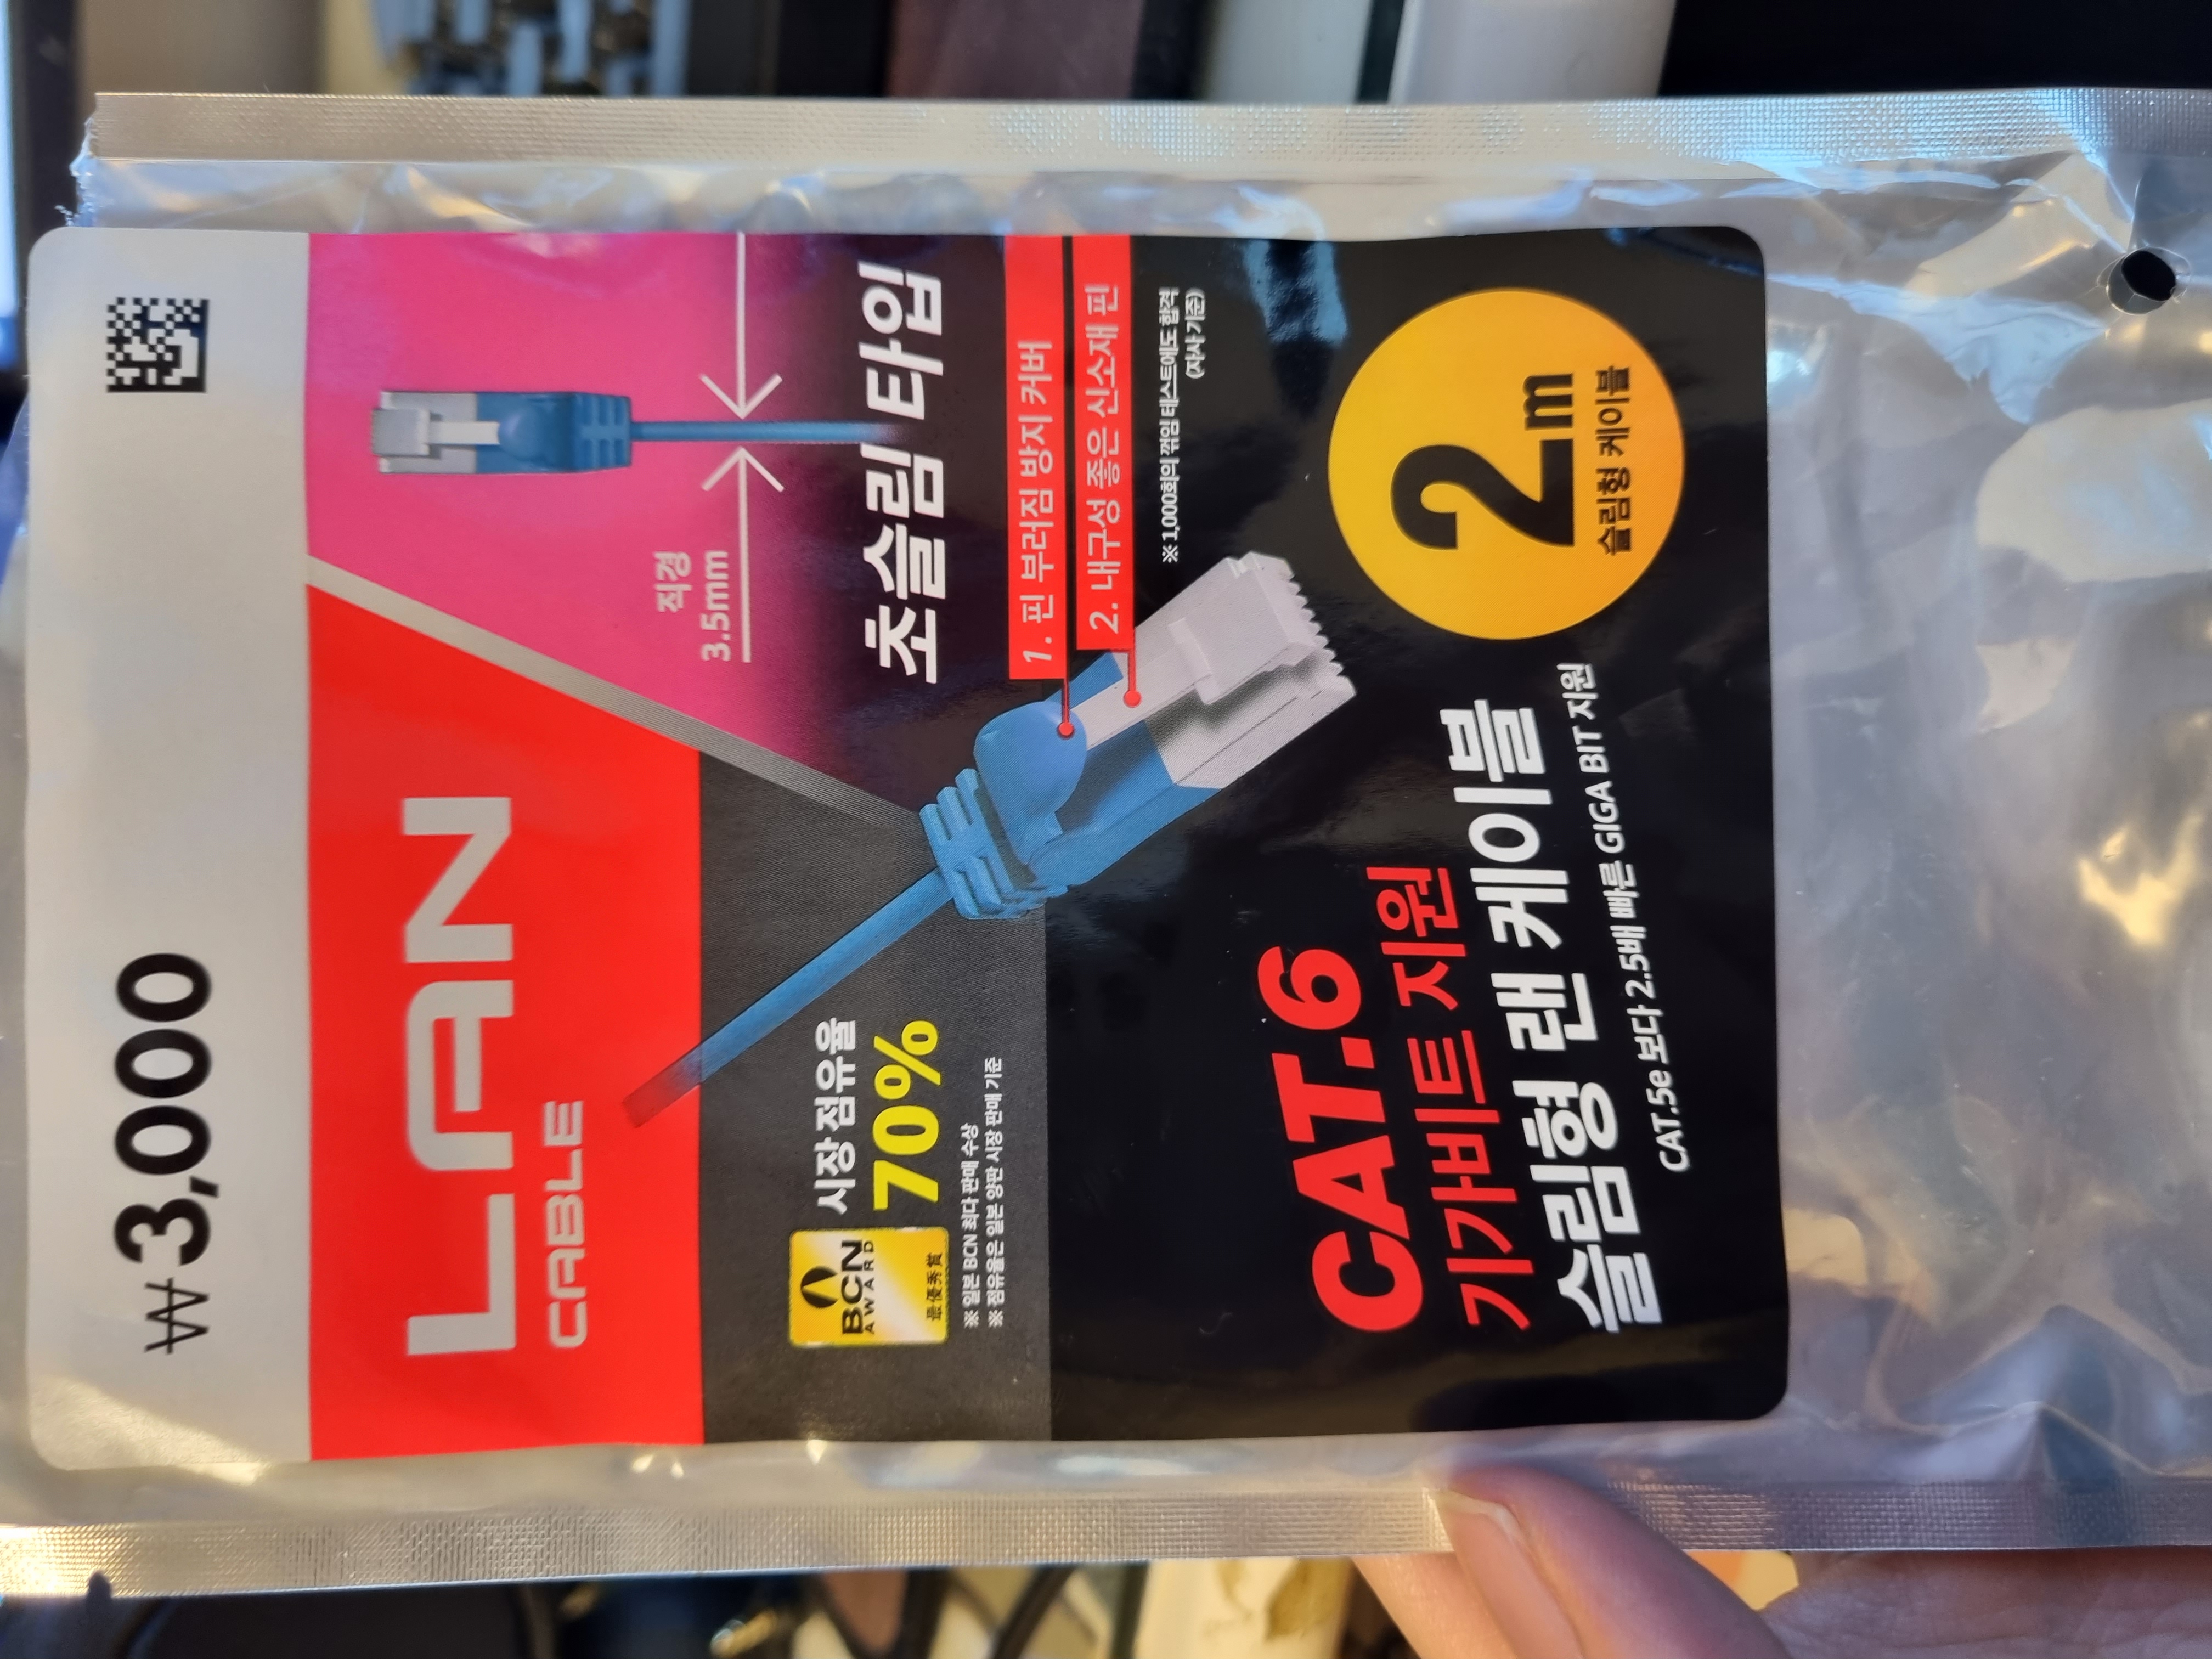 ₩3,000
LAN
CABLE
직경
3.5mm
초슬림 타입
BCN
AWARD
最優秀賞
시장 점유율
70%
※ 일본 BCN 최다 판매 수상
※ 점유율은 일본 양판 시장 판매 기준
1. 핀 부러짐 방지 커버
2. 내구성 좋은 신소재 핀
※ 1,000회의 꺾임 테스트에도 합격
(자사 기준)
CAT.6
기가비트 지원
슬림형 랜 케이블
CAT.5e 보다 2.5배 빠른 GIGA BIT 지원
2m
슬림형 케이블